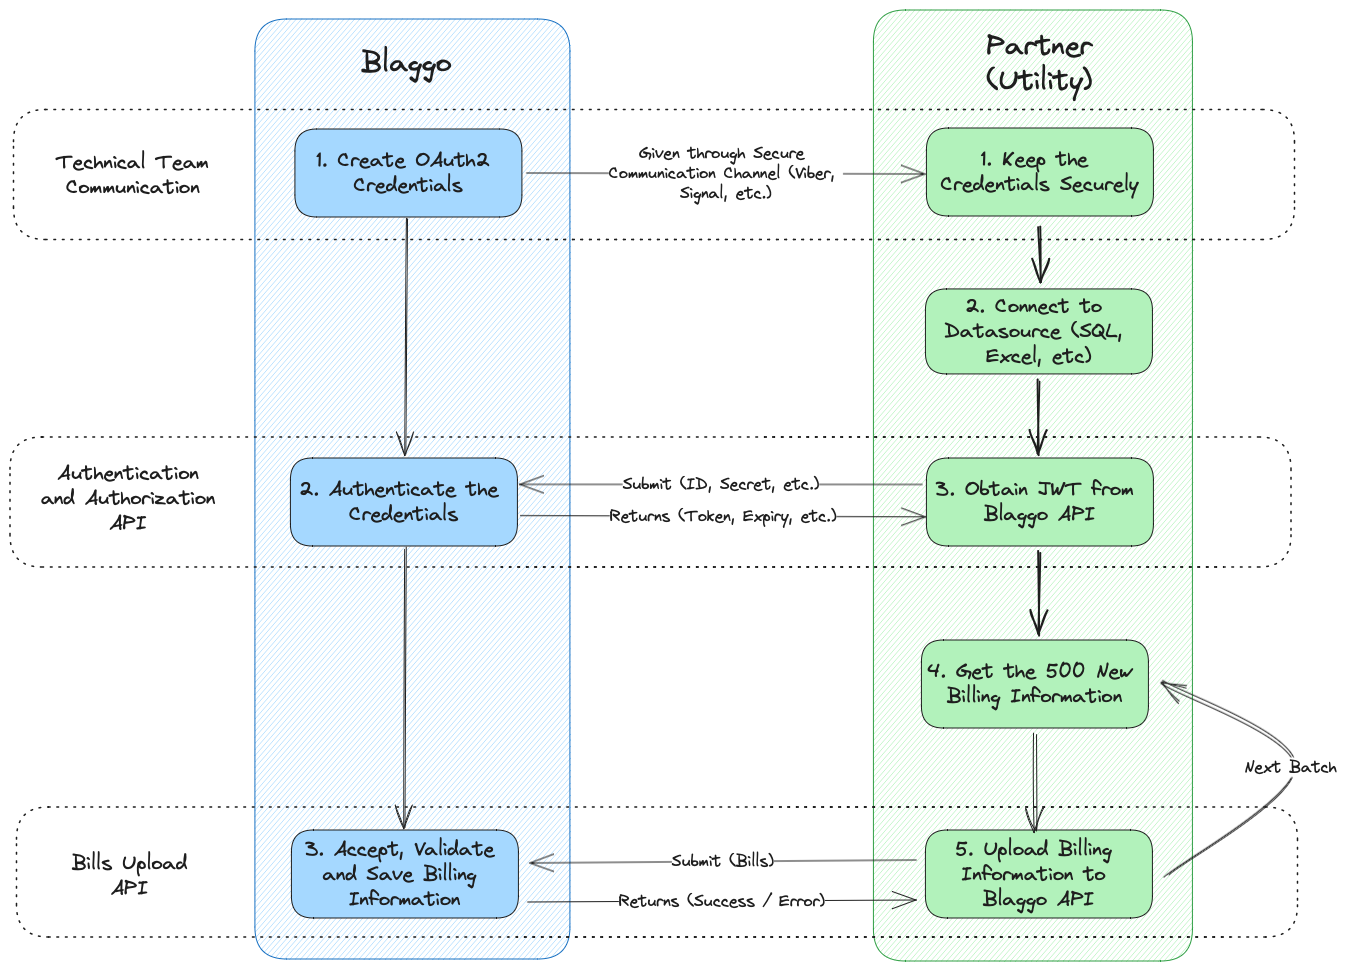 Blaggo
Partner
(Utility)
Technical Team
Communication
1. Create OAuth2
Credentials
Given through Secure
Communication Channel (Viber,
Signal, etc.)
1. Keep the
Credentials Securely
2. Connect to
Datasource (SQL,
Excel, etc)
Authentication
and Authorization
API
2. Authenticate the
Credentials
Submit (ID, Secret, etc.)
Returns (Token, Expiry, etc.)
3. Obtain JWT from
Blaggo API
4. Get the 500 New
Billing Information
Next Batch
Bills Upload
API
3. Accept, Validate
and Save Billing
Information
Submit (Bills)
Returns (Success / Error)
5. Upload Billing
Information to
Blaggo API